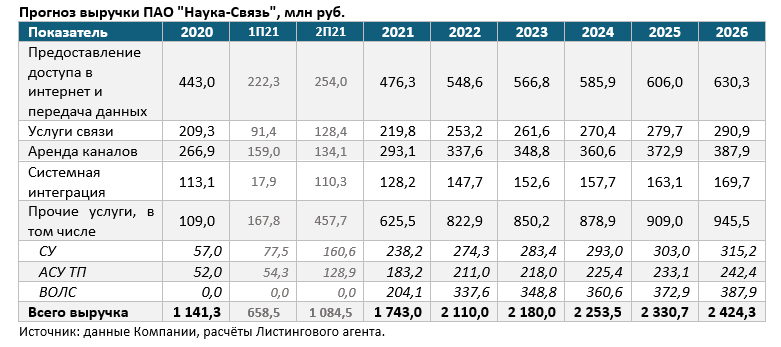 Прогноз выручки ПАО "Наука-Связь", млн руб.
Показатель 2020 1П21 2П21 2021 2022 2023 2024 2025 2026
Предоставление
доступа в
интернет и
передача данных 443,0 222,3 254,0 476,3 548,6 566,8 585,9 606,0 630,3
Услуги связи 209,3 91,4 128,4 219,8 253,2 261,6 270,4 279,7 290,9
Аренда каналов 266,9 159,0 134,1 293,1 337,6 348,8 360,6 372,9 387,9
Системная
интеграция 113,1 17,9 110,3 128,2 147,7 152,6 157,7 163,1 169,7
Прочие услуги, в
том числе 109,0 167,8 457,7 625,5 822,9 850,2 878,9 909,0 945,5
СУ 57,0 77,5 160,6 238,2 274,3 283,4 293,0 303,0 315,2
АСУ ТП 52,0 54,3 128,9 183,2 211,0 218,0 225,4 233,1 242,4
ВОЛС 0,0 0,0 0,0 204,1 337,6 348,8 360,6 372,9 387,9
Всего выручка 1 141,3 658,5 1 084,5 1 743,0 2 110,0 2 180,0 2 253,5 2 330,7 2 424,3
Источник: данные Компании, расчёты Листингового агента.